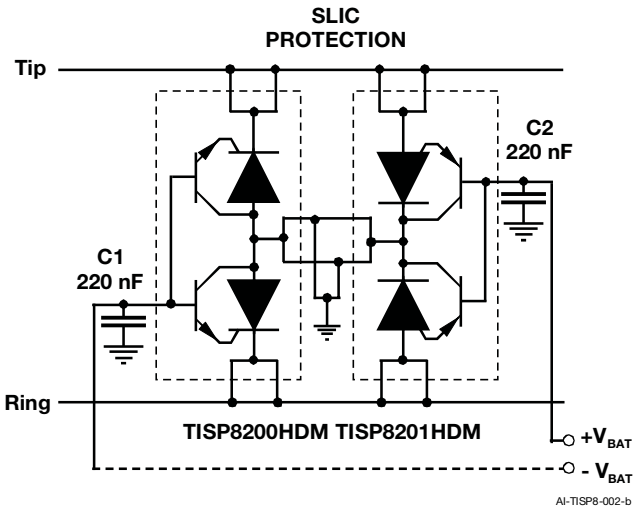 SLIC
PROTECTION
Tip
C2
220 nF
C1
220 nF
Ring
TISP8200HDM TISP8201HDM
+VBAT
- VBAT
AI-TISP8-002-b